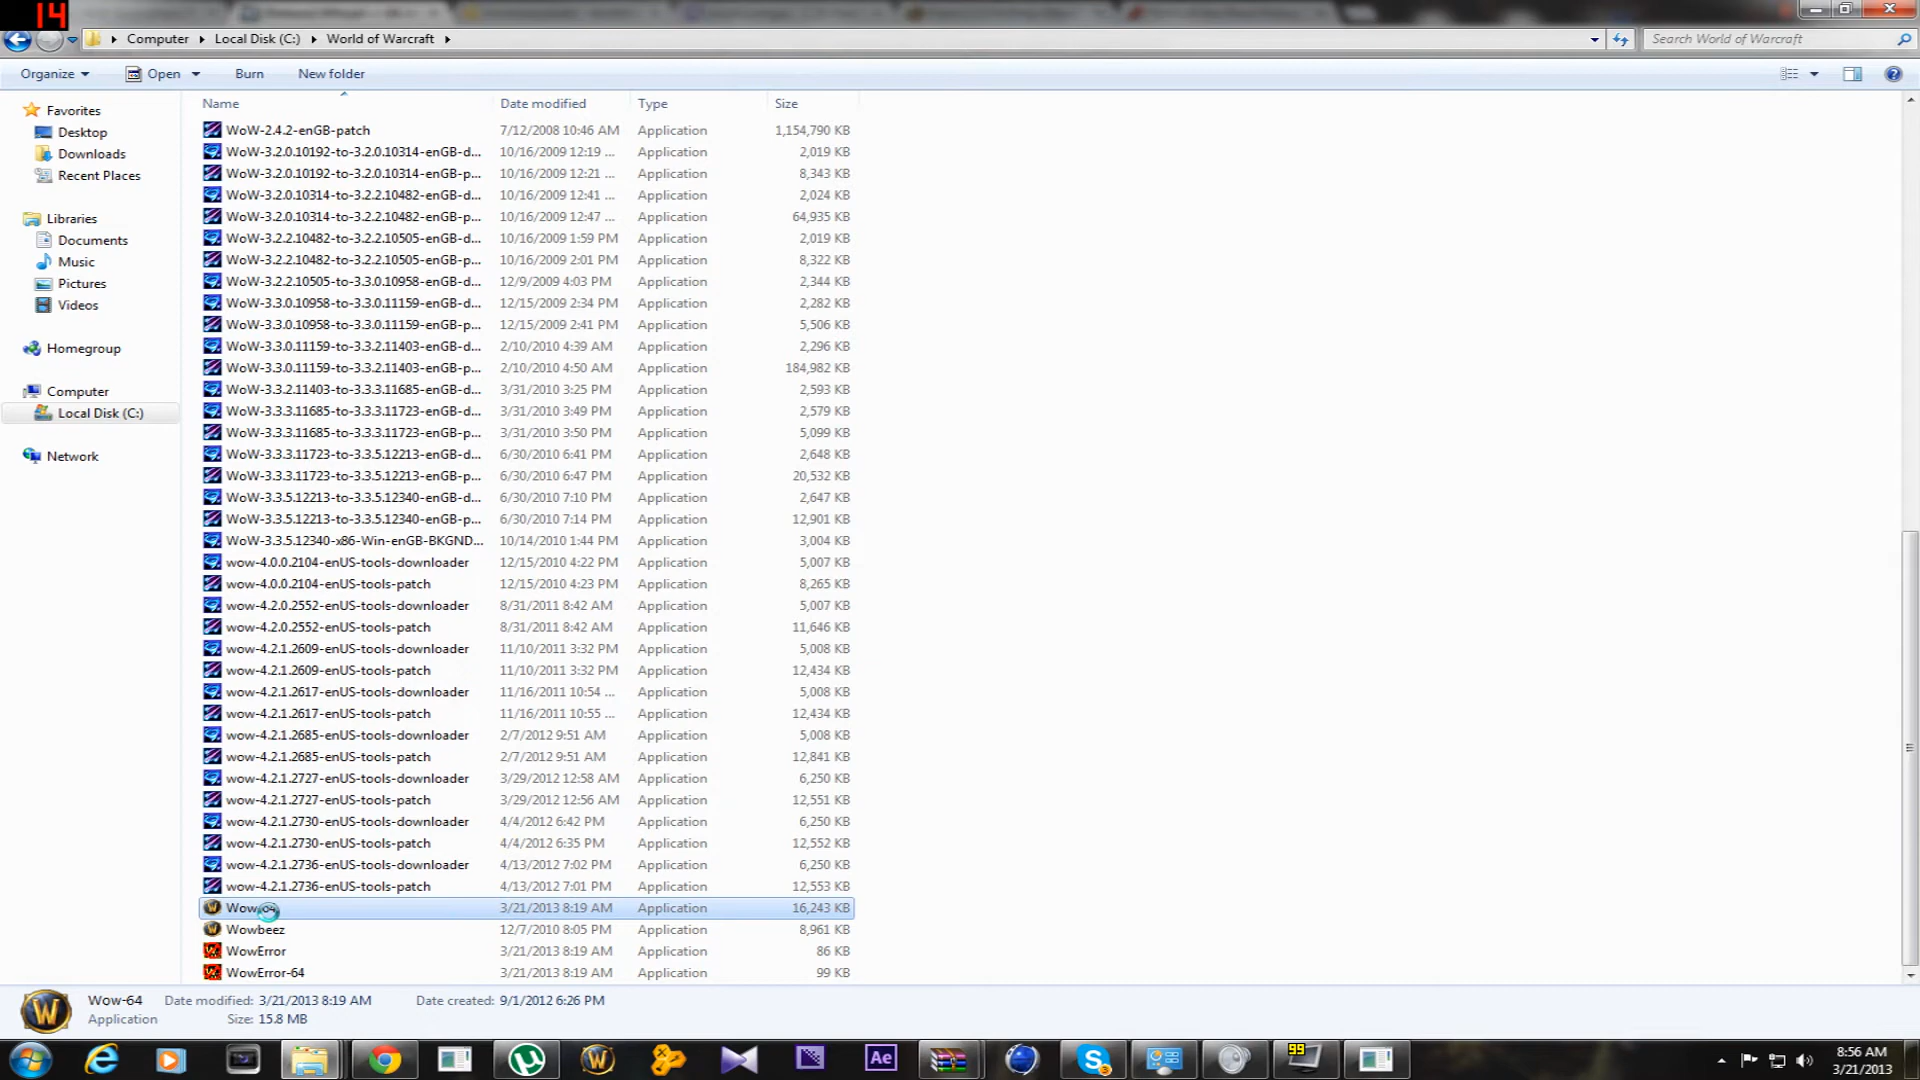 14
Computer Local Disk (C:) World of Warcraft
Search World of Warcraft
Organize Open Burn New folder
Name Date modified Type Size
Favorites
Desktop
Downloads
Recent Places
Libraries
Documents
Music
Pictures
Videos
Homegroup
Computer
Local Disk (C:)
Network
WoW-2.4.2-enGB-patch 7/12/2008 10:46 AM Application 1,154,790 KB
WoW-3.2.0.10192-to-3.2.0.10314-enGB-d... 10/16/2009 12:19 ... Application 2,019 KB
WoW-3.2.0.10192-to-3.2.0.10314-enGB-p... 10/16/2009 12:21 ... Application 8,343 KB
WoW-3.2.0.10314-to-3.2.2.10482-enGB-d... 10/16/2009 12:41 ... Application 2,024 KB
WoW-3.2.0.10314-to-3.2.2.10482-enGB-p... 10/16/2009 12:47 ... Application 64,935 KB
WoW-3.2.2.10482-to-3.2.2.10505-enGB-d... 10/16/2009 1:59 PM Application 2,019 KB
WoW-3.2.2.10482-to-3.2.2.10505-enGB-p... 10/16/2009 2:01 PM Application 8,322 KB
WoW-3.2.2.10505-to-3.3.0.10958-enGB-d... 12/9/2009 4:03 PM Application 2,344 KB
WoW-3.3.0.10958-to-3.3.0.11159-enGB-d... 12/15/2009 2:34 PM Application 2,282 KB
WoW-3.3.0.10958-to-3.3.0.11159-enGB-p... 12/15/2009 2:41 PM Application 5,506 KB
WoW-3.3.0.11159-to-3.3.2.11403-enGB-d... 2/10/2010 4:39 AM Application 2,296 KB
WoW-3.3.0.11159-to-3.3.2.11403-enGB-p... 2/10/2010 4:50 AM Application 184,982 KB
WoW-3.3.2.11403-to-3.3.3.11685-enGB-d... 3/31/2010 3:25 PM Application 2,593 KB
WoW-3.3.3.11685-to-3.3.3.11723-enGB-d... 3/31/2010 3:49 PM Application 2,579 KB
WoW-3.3.3.11685-to-3.3.3.11723-enGB-p... 3/31/2010 3:50 PM Application 5,099 KB
WoW-3.3.3.11723-to-3.3.5.12213-enGB-d... 6/30/2010 6:41 PM Application 2,648 KB
WoW-3.3.3.11723-to-3.3.5.12213-enGB-p... 6/30/2010 6:47 PM Application 20,532 KB
WoW-3.3.5.12213-to-3.3.5.12340-enGB-d... 6/30/2010 7:10 PM Application 2,647 KB
WoW-3.3.5.12213-to-3.3.5.12340-enGB-p... 6/30/2010 7:14 PM Application 12,901 KB
WoW-3.3.5.12340-x86-Win-enGB-BKGND... 10/14/2010 1:44 PM Application 3,004 KB
wow-4.0.0.2104-enUS-tools-downloader 12/15/2010 4:22 PM Application 5,007 KB
wow-4.0.0.2104-enUS-tools-patch 12/15/2010 4:23 PM Application 8,265 KB
wow-4.2.0.2552-enUS-tools-downloader 8/31/2011 8:42 AM Application 5,007 KB
wow-4.2.0.2552-enUS-tools-patch 8/31/2011 8:42 AM Application 11,646 KB
wow-4.2.1.2609-enUS-tools-downloader 11/10/2011 3:32 PM Application 5,008 KB
wow-4.2.1.2609-enUS-tools-patch 11/10/2011 3:32 PM Application 12,434 KB
wow-4.2.1.2617-enUS-tools-downloader 11/16/2011 10:54 ... Application 5,008 KB
wow-4.2.1.2617-enUS-tools-patch 11/16/2011 10:55 ... Application 12,434 KB
wow-4.2.1.2685-enUS-tools-downloader 2/7/2012 9:51 AM Application 5,008 KB
wow-4.2.1.2685-enUS-tools-patch 2/7/2012 9:51 AM Application 12,841 KB
wow-4.2.1.2727-enUS-tools-downloader 3/29/2012 12:58 AM Application 6,250 KB
wow-4.2.1.2727-enUS-tools-patch 3/29/2012 12:56 AM Application 12,551 KB
wow-4.2.1.2730-enUS-tools-downloader 4/4/2012 6:42 PM Application 6,250 KB
wow-4.2.1.2730-enUS-tools-patch 4/4/2012 6:35 PM Application 12,552 KB
wow-4.2.1.2736-enUS-tools-downloader 4/13/2012 7:02 PM Application 6,250 KB
wow-4.2.1.2736-enUS-tools-patch 4/13/2012 7:01 PM Application 12,553 KB
Wow-64 3/21/2013 8:19 AM Application 16,243 KB
Wowbeez 12/7/2010 8:05 PM Application 8,961 KB
WowError 3/21/2013 8:19 AM Application 86 KB
WowError-64 3/21/2013 8:19 AM Application 99 KB
Wow-64 Date modified: 3/21/2013 8:19 AM Date created: 9/1/2012 6:26 PM
Application Size: 15.8 MB
Ae
99
8:56 AM
3/21/2013